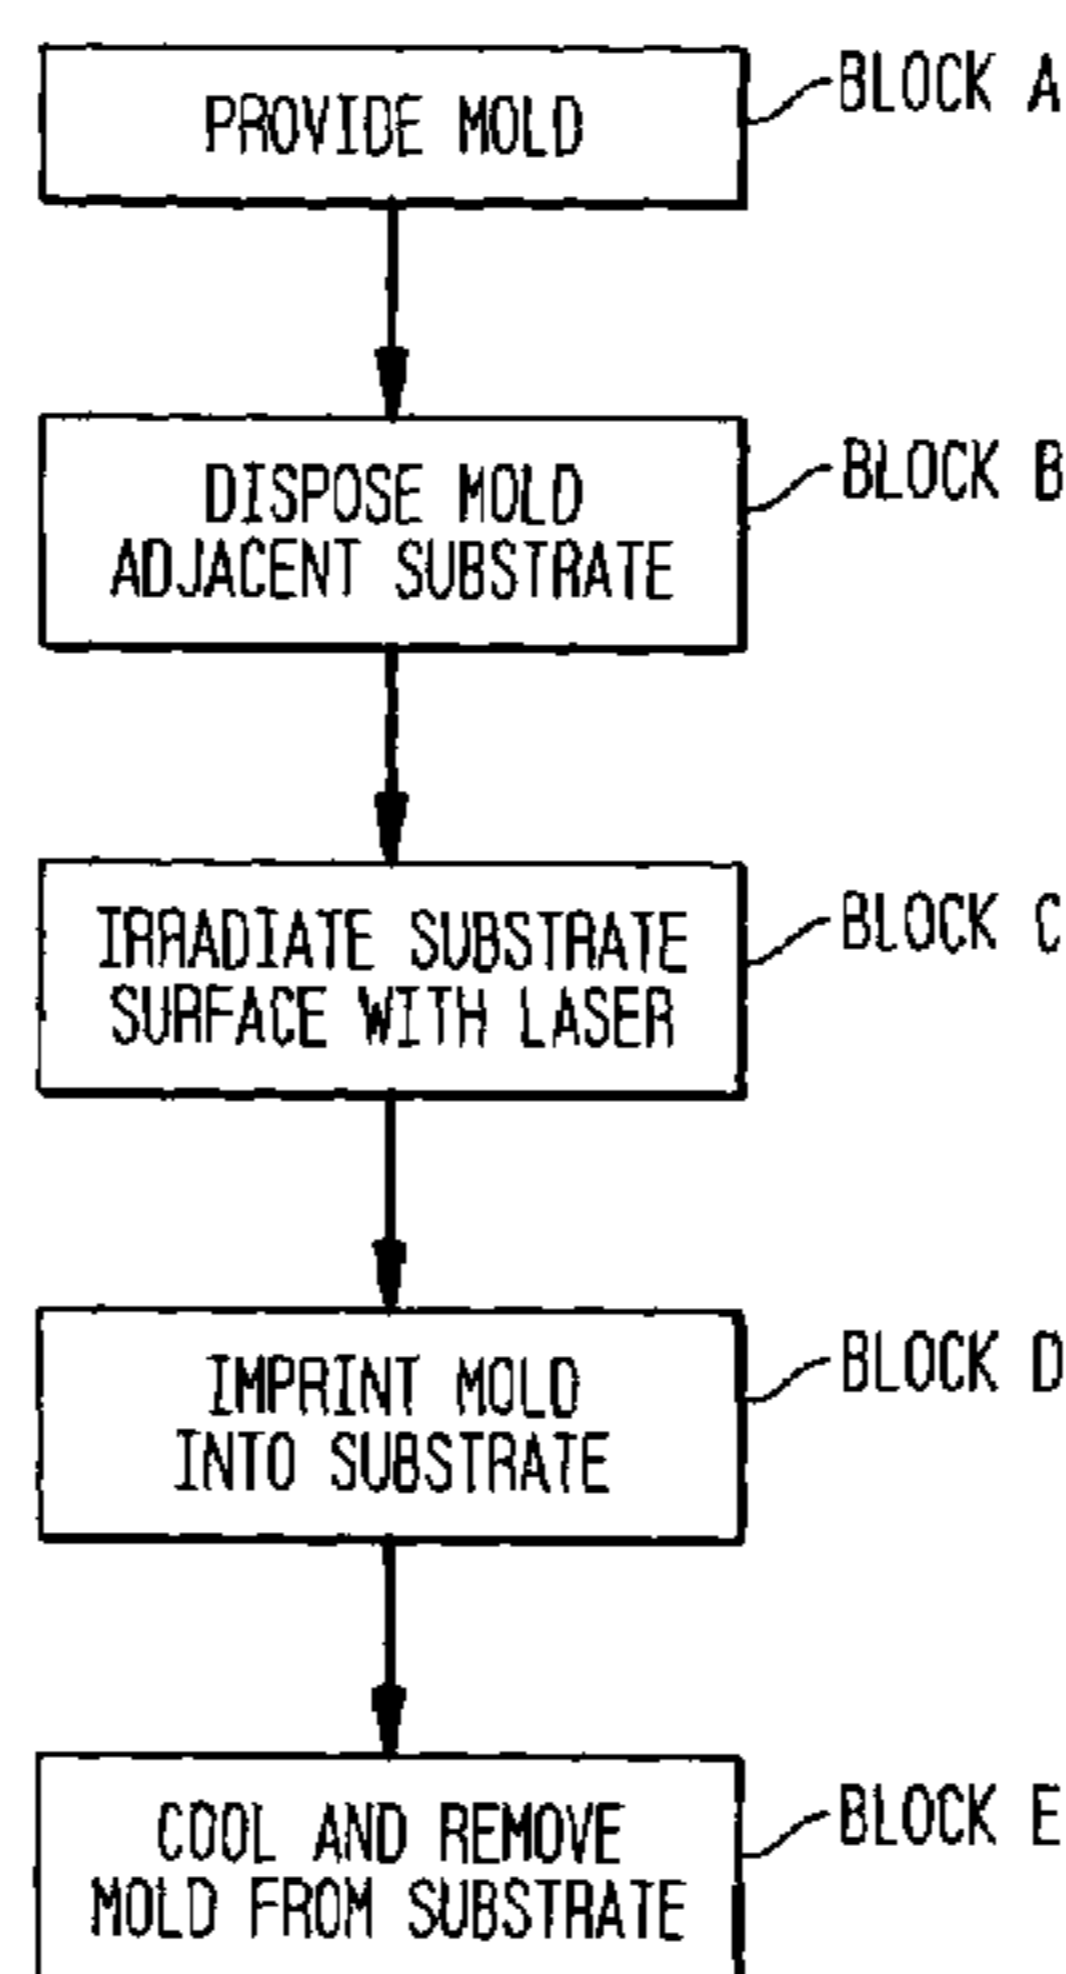 PROVIDE MOLD
BLOCK A
DISPOSE MOLD
ADJACENT SUBSTRATE
BLOCK B
IRRADIATE SUBSTRATE
SURFACE WITH LASER
BLOCK C
IMPRINT MOLD
INTO SUBSTRATE
BLOCK D
COOL AND REMOVE
MOLD FROM SUBSTRATE
BLOCK E